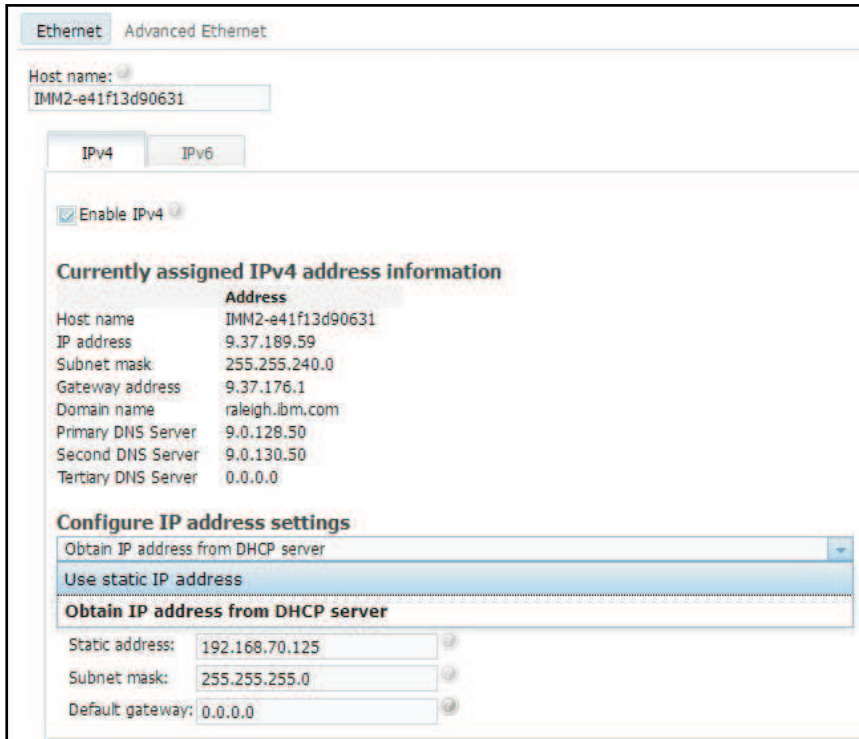 Ethernet Advanced Ethernet
Host name:
IMM2-e41f13d90631
IPv4 IPv6
Enable IPv4
Currently assigned IPv4 address information
Address
Host name IMM2-e41f13d90631
IP address 9.37.189.59
Subnet mask 255.255.240.0
Gateway address 9.37.176.1
Domain name raleigh.ibm.com
Primary DNS Server 9.0.128.50
Second DNS Server 9.0.130.50
Tertiary DNS Server 0.0.0.0
Configure IP address settings
Obtain IP address from DHCP server
Use static IP address
Obtain IP address from DHCP server
Static address: 192.168.70.125
Subnet mask: 255.255.255.0
Default gateway: 0.0.0.0